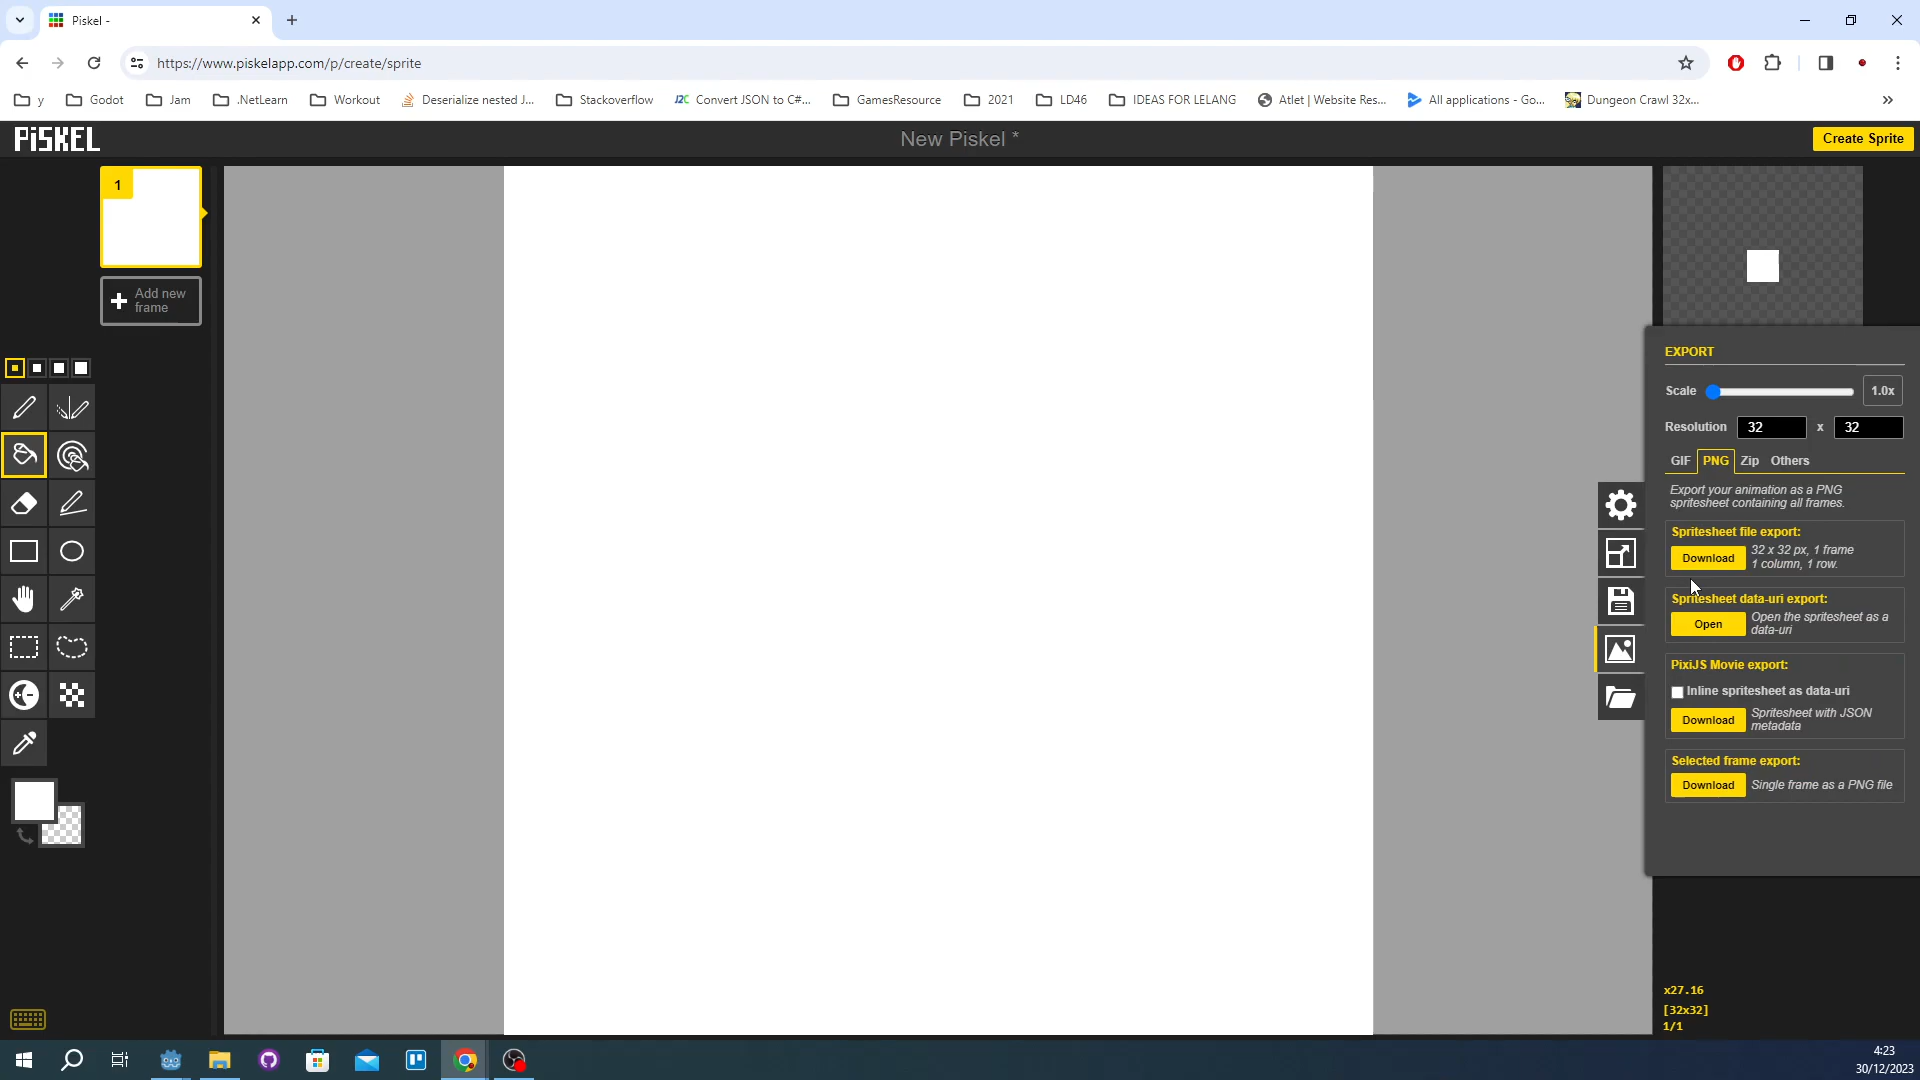 Piskel -
https://www.piskelapp.com/p/create/sprite
y
Godot
Jam
.NetLearn
Workout
Deserialize nested J...
Stackoverflow
J2C Convert JSON to C#...
GamesResource
2021
LD46
IDEAS FOR LELANG
Atlet | Website Res...
All applications - Go...
Dungeon Crawl 32x...
PiSKEL
New Piskel *
Create Sprite
1
Add new
frame
EXPORT
Scale 1.0x
Resolution 32 x 32
GIF PNG Zip Others
Export your animation as a PNG
spritesheet containing all frames.
Spritesheet file export:
Download 32 x 32 px, 1 frame
1 column, 1 row.
Spritesheet data-uri export:
Open Open the spritesheet as a
data-uri
PixiJS Movie export:
Inline spritesheet as data-uri
Download Spritesheet with JSON
metadata
Selected frame export:
Download Single frame as a PNG file
x27.16
[32x32]
1/1
4:23
30/12/2023